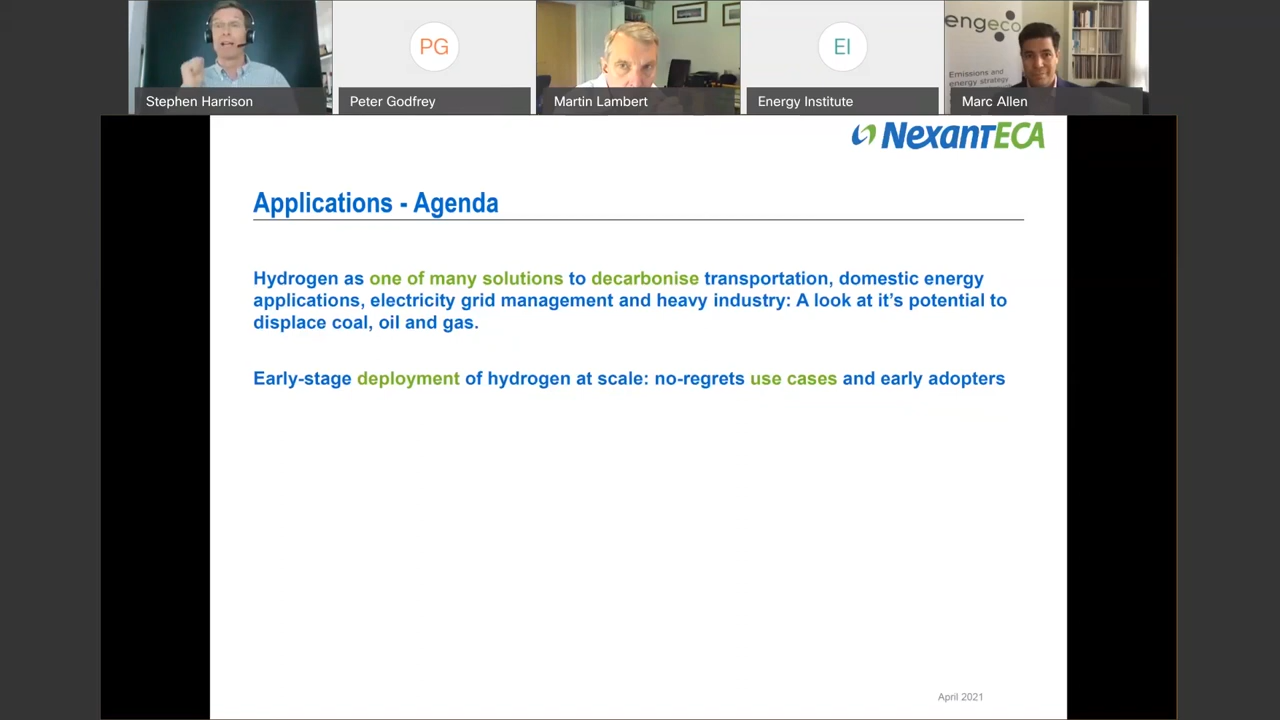 PG
EI
engeco
Emissions and
energy strategy
Stephen Harrison
Peter Godfrey
Martin Lambert
Energy Institute
Marc Allen
NexantECA
Applications - Agenda
Hydrogen as one of many solutions to decarbonise transportation, domestic energy
applications, electricity grid management and heavy industry: A look at it's potential to
displace coal, oil and gas.
Early-stage deployment of hydrogen at scale: no-regrets use cases and early adopters
April 2021